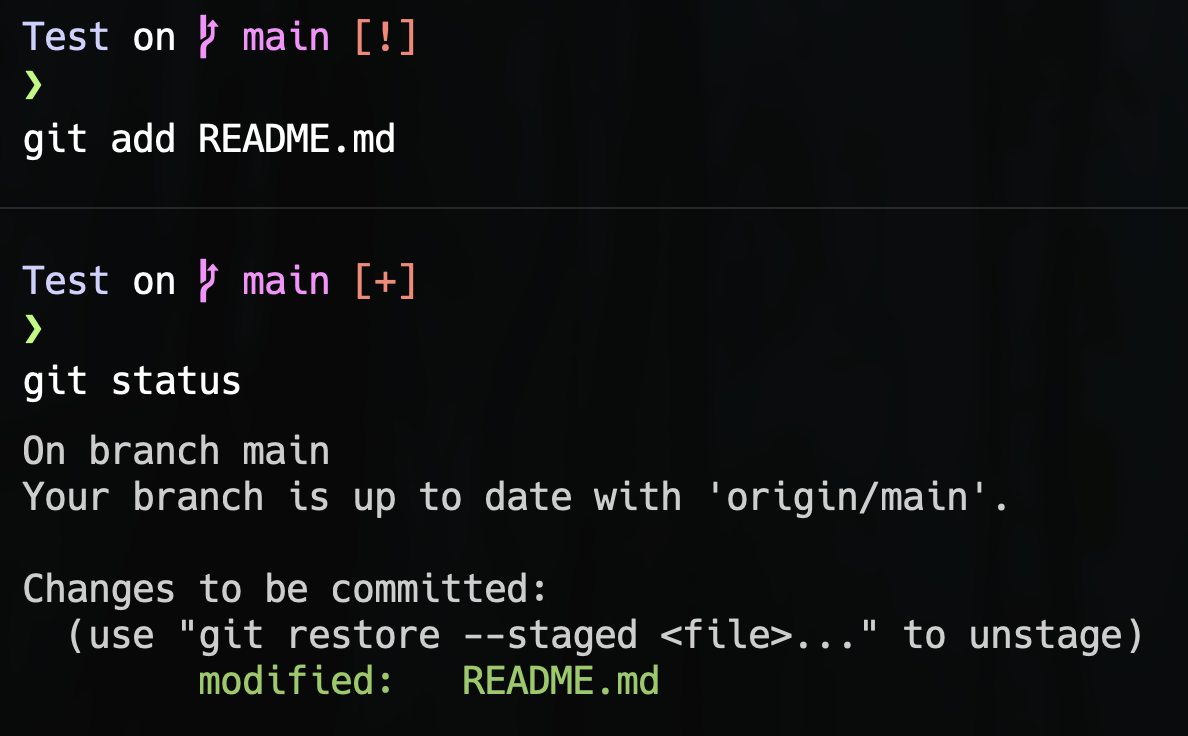 Test on  main [!]
❯
git add README.md
Test on  main [+]
❯
git status
On branch main
Your branch is up to date with 'origin/main'.
Changes to be committed:
  (use "git restore --staged <file>..." to unstage)
        modified:   README.md